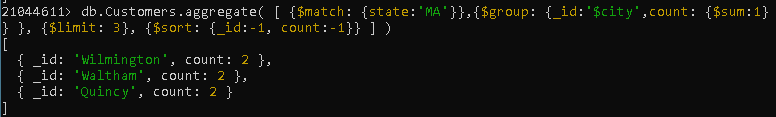 21044611> db.Customers.aggregate( [ {$match: {state:'MA'}},{$group: {_id:'$city',count: {$sum:1}
} }, {$limit: 3}, {$sort: {_id:-1, count:-1}} ] )
[
  { _id: 'Wilmington', count: 2 },
  { _id: 'Waltham', count: 2 },
  { _id: 'Quincy', count: 2 }
]